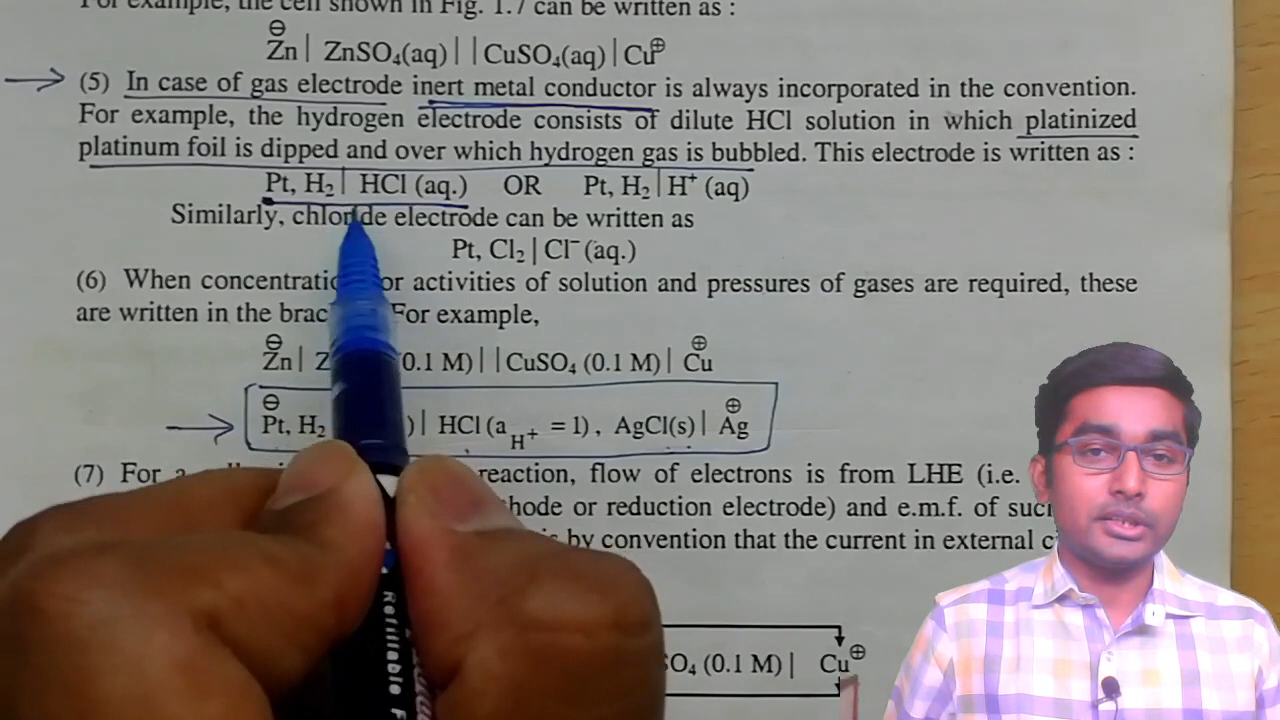 For example, the cell shown in Fig. 1.7 can be written as :
⊖ ⊕
Zn | ZnSO₄(aq) | | CuSO₄(aq) | Cu
(5) In case of gas electrode inert metal conductor is always incorporated in the convention.
For example, the hydrogen electrode consists of dilute HCl solution in which platinized
platinum foil is dipped and over which hydrogen gas is bubbled. This electrode is written as :
Pt, H₂ | HCl (aq.) OR Pt, H₂ | H⁺ (aq)
Similarly, chloride electrode can be written as
Pt, Cl₂ | Cl⁻ (aq.)
(6) When concentration or activities of solution and pressures of gases are required, these
are written in the brac For example,
⊖ ⊕
Zn | Z 0.1 M) | | CuSO₄ (0.1 M) | Cu
⊖ ⊕
Pt, H₂ ) | HCl (a H⁺ = 1), AgCl(s) | Ag
(7) For a reaction, flow of electrons is from LHE (i.e.
hode or reduction electrode) and e.m.f. of such
by convention that the current in external c
O₄ (0.1 M) | Cu⊕
Refillable